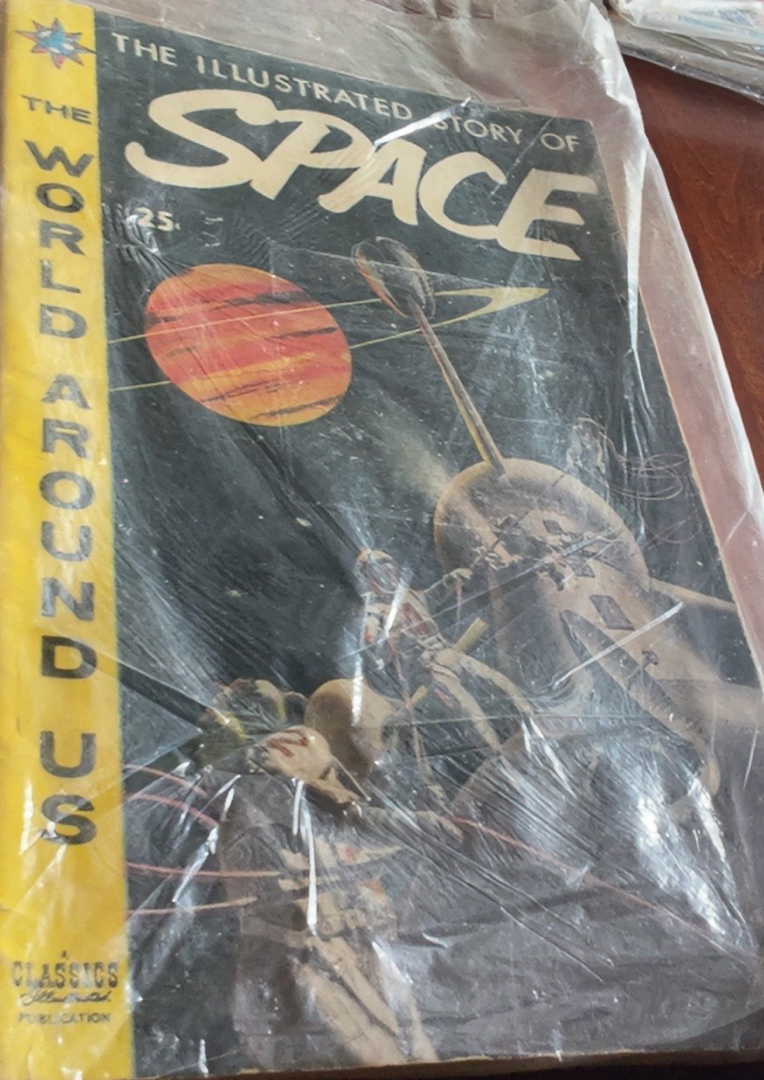 THE ILLUSTRATED STORY OF
SPACE
25¢
THE WORLD AROUND US
A
CLASSICS
Illustrated
PUBLICATION